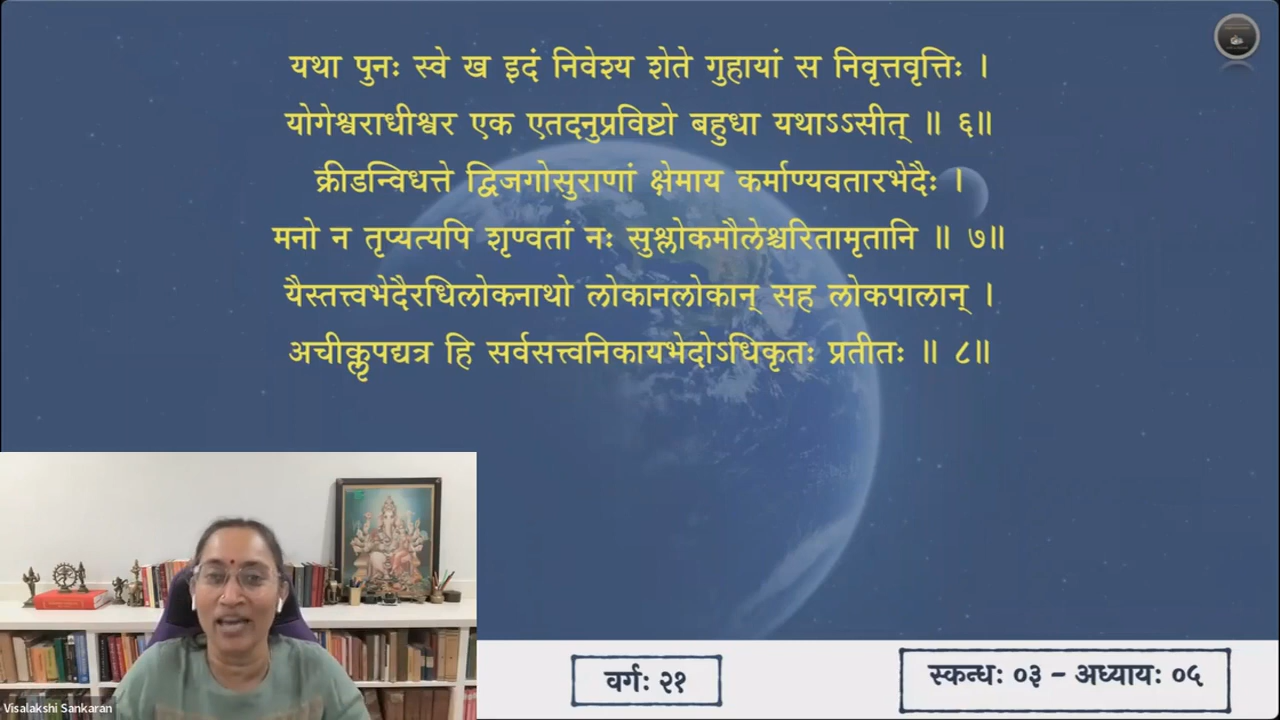 यथा पुनः स्वे ख इदं निवेश्य शेते गुहायां स निवृत्तवृत्तिः ।
योगेश्वराधीश्वर एक एतदनुप्रविष्टो बहुधा यथाऽऽसीत् ॥ ६॥
क्रीडन्विधत्ते द्विजगोसुराणां क्षेमाय कर्माण्यवतारभेदैः ।
मनो न तृप्यत्यपि शृण्वतां नः सुश्लोकमौलेश्चरितामृतानि ॥ ७॥
यैस्तत्त्वभेदैरधिलोकनाथो लोकानलोकान् सह लोकपालान् ।
अचीकॢपद्यत्र हि सर्वसत्त्वनिकायभेदोऽधिकृतः प्रतीतः ॥ ८॥
Visalakshi Sankaran
वर्गः २१
स्कन्धः ०३ - अध्यायः ०५